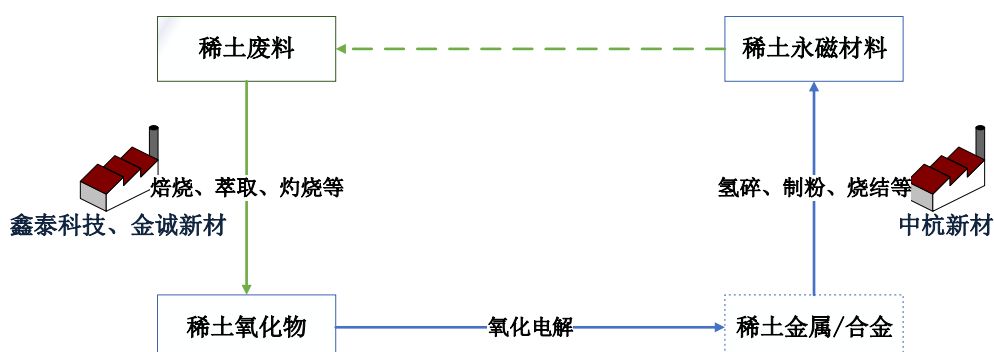 稀土废料
稀土永磁材料
焙烧、萃取、灼烧等
氢碎、制粉、烧结等
鑫泰科技、金诚新材
中杭新材
稀土氧化物
氧化电解
稀土金属/合金